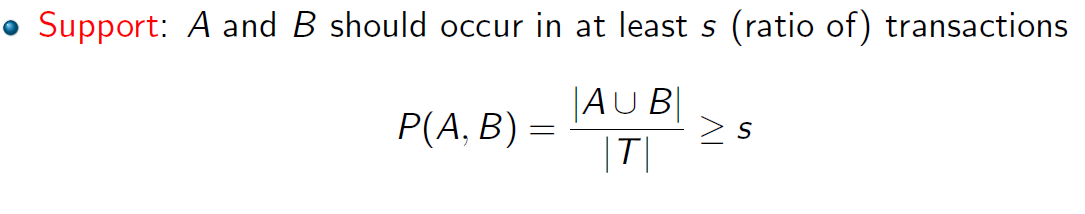 Support: A and B should occur in at least s (ratio of) transactions
P(A, B) = |A ∪ B| / |T| ≥ s